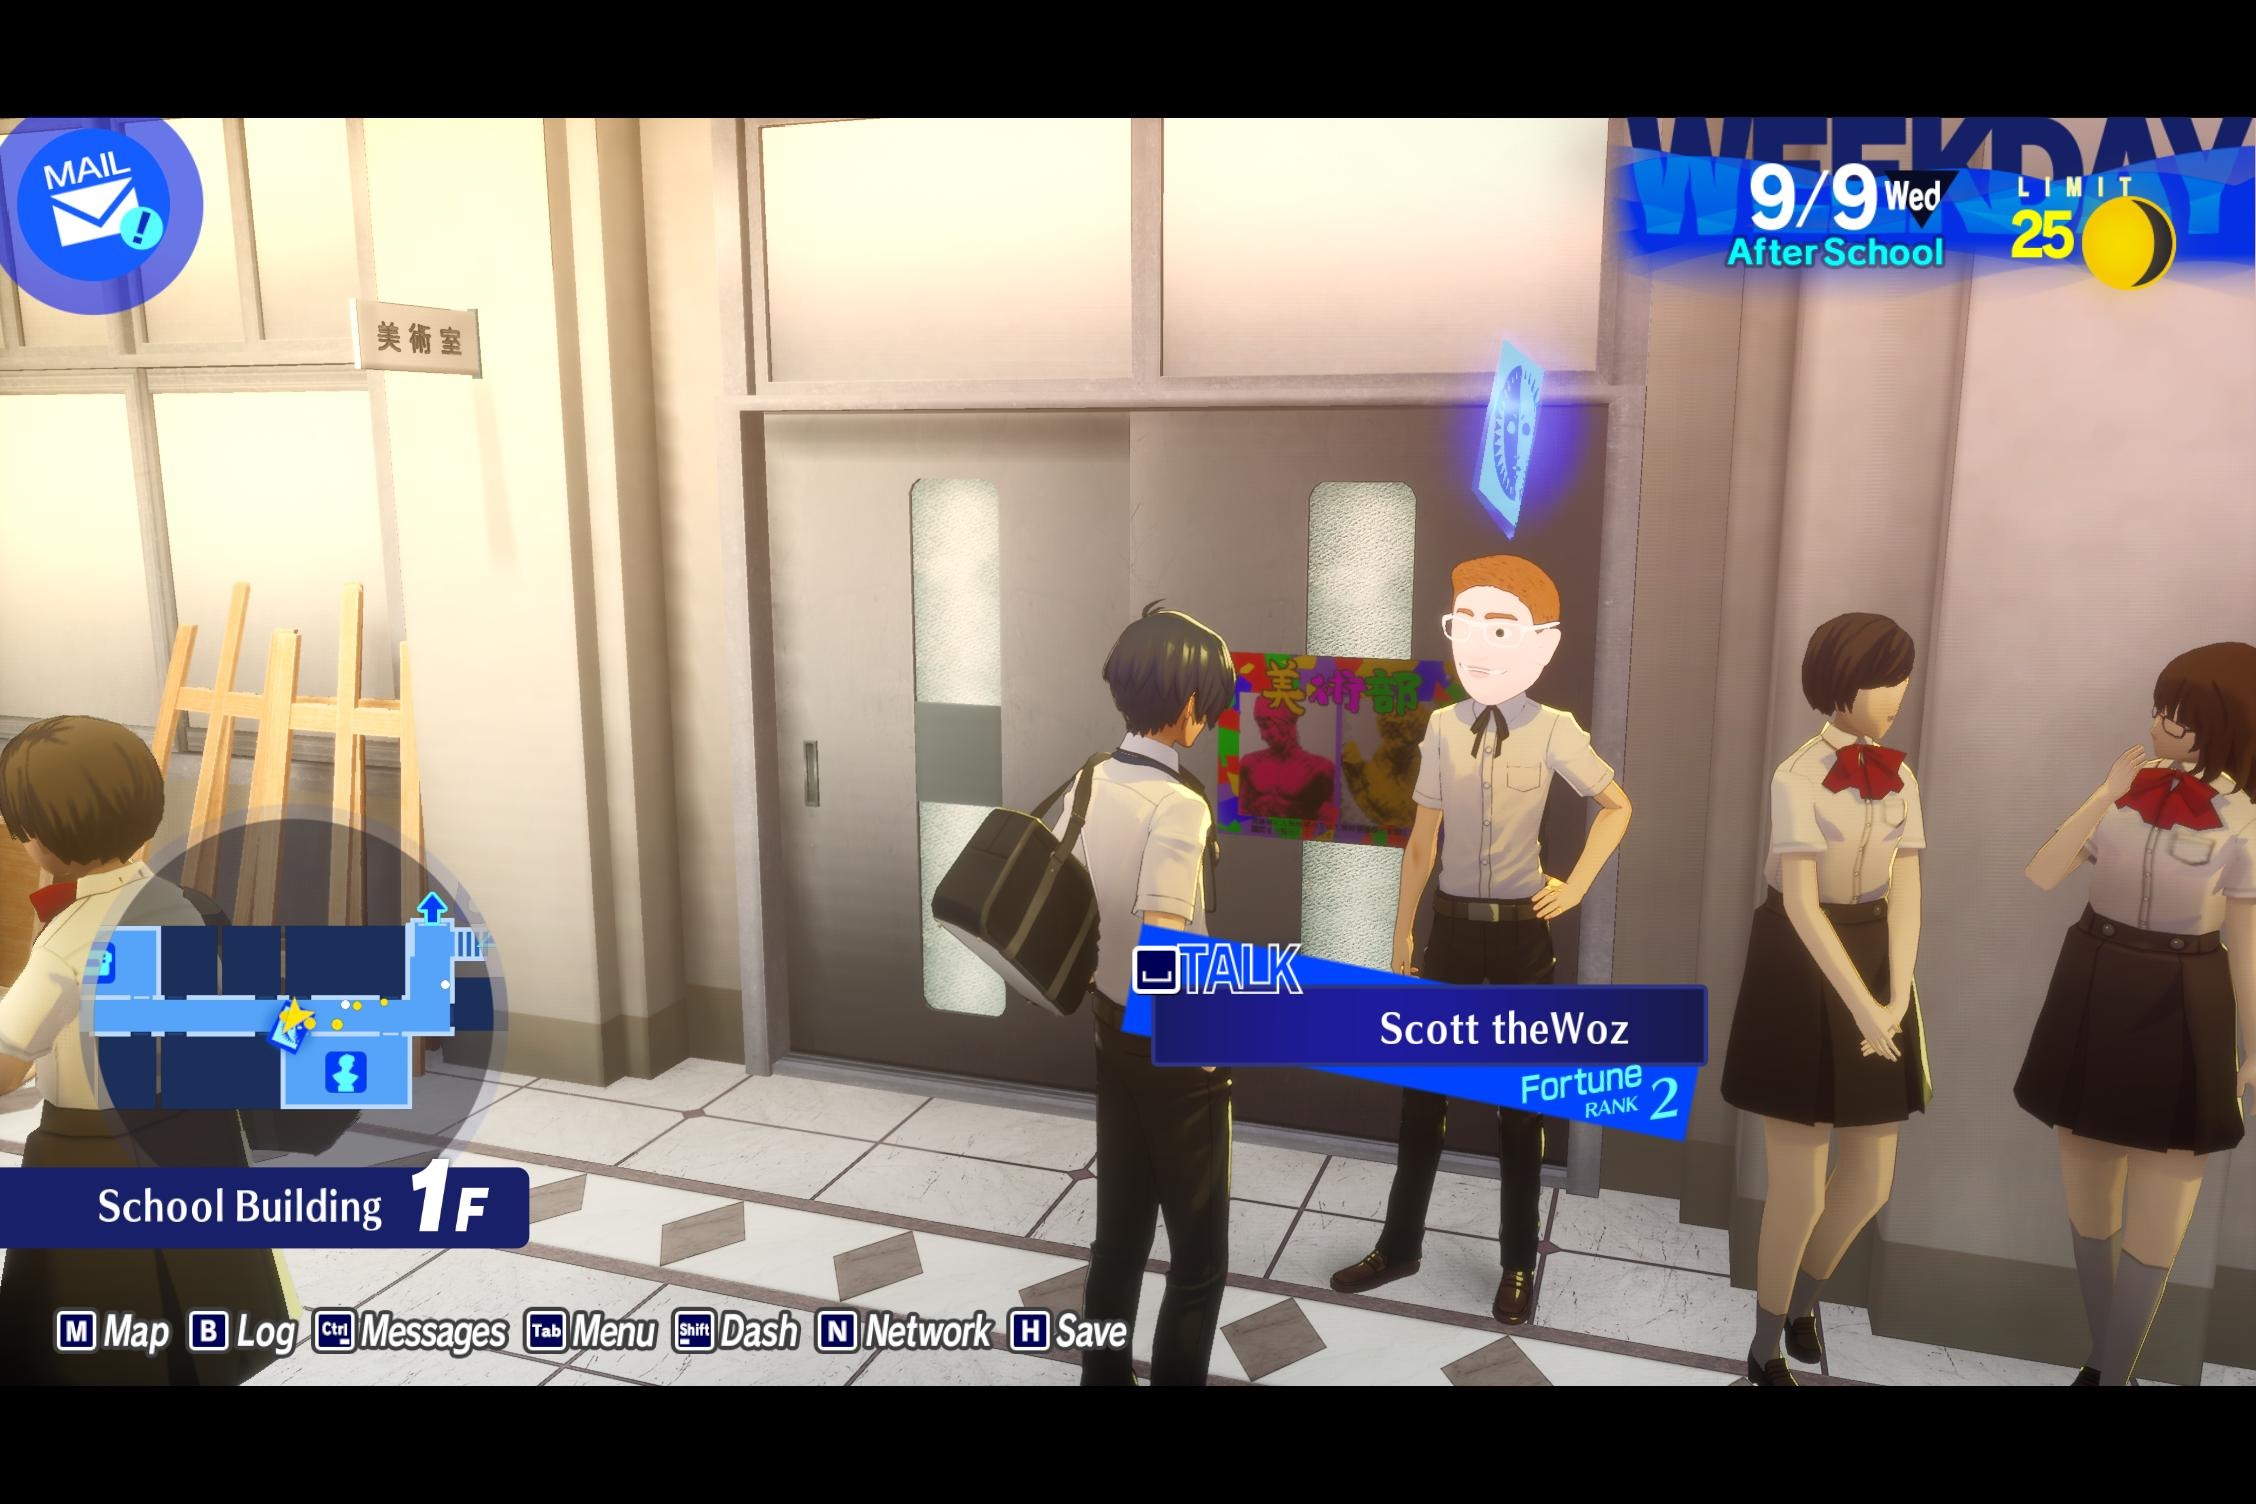 MAIL
!
WEEKDAY
9/9 Wed
After School
LIMIT
25
美術室
美術部
TALK
Scott theWoz
Fortune
RANK 2
School Building 1F
M Map B Log Ctrl Messages Tab Menu Shift Dash N Network H Save